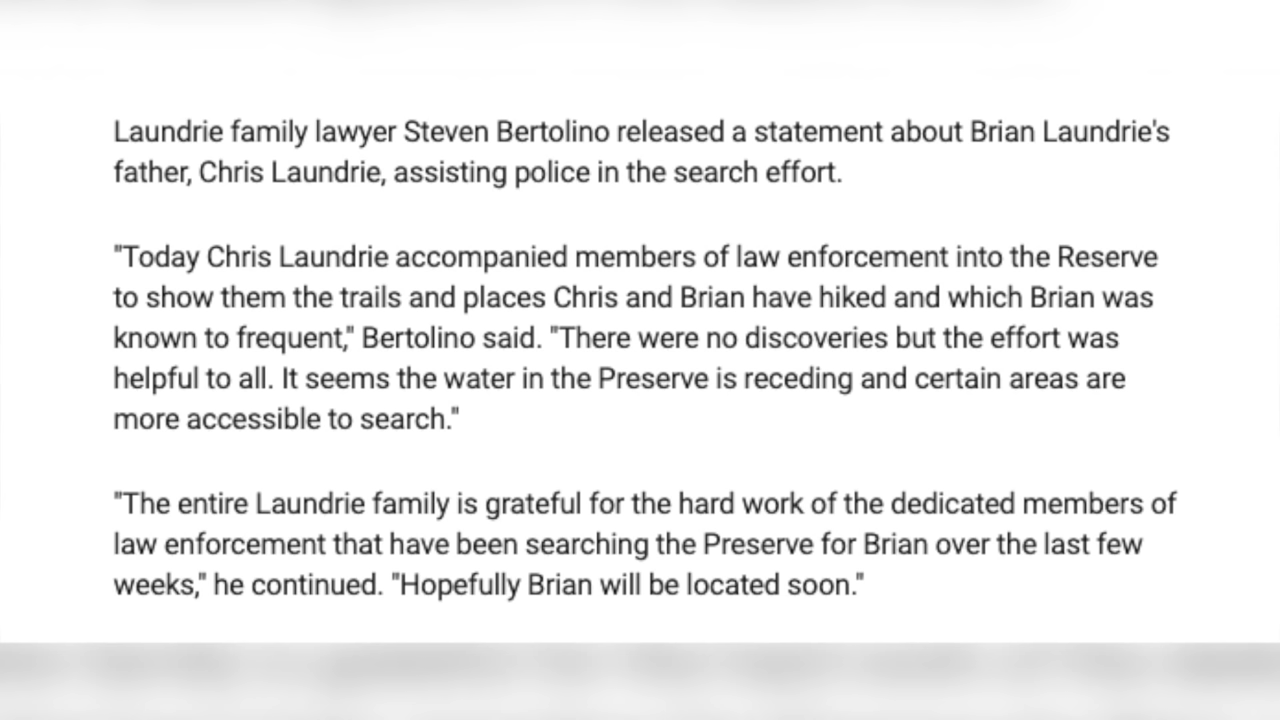 Laundrie family lawyer Steven Bertolino released a statement about Brian Laundrie's
father, Chris Laundrie, assisting police in the search effort.
"Today Chris Laundrie accompanied members of law enforcement into the Reserve
to show them the trails and places Chris and Brian have hiked and which Brian was
known to frequent," Bertolino said. "There were no discoveries but the effort was
helpful to all. It seems the water in the Preserve is receding and certain areas are
more accessible to search."
"The entire Laundrie family is grateful for the hard work of the dedicated members of
law enforcement that have been searching the Preserve for Brian over the last few
weeks," he continued. "Hopefully Brian will be located soon."